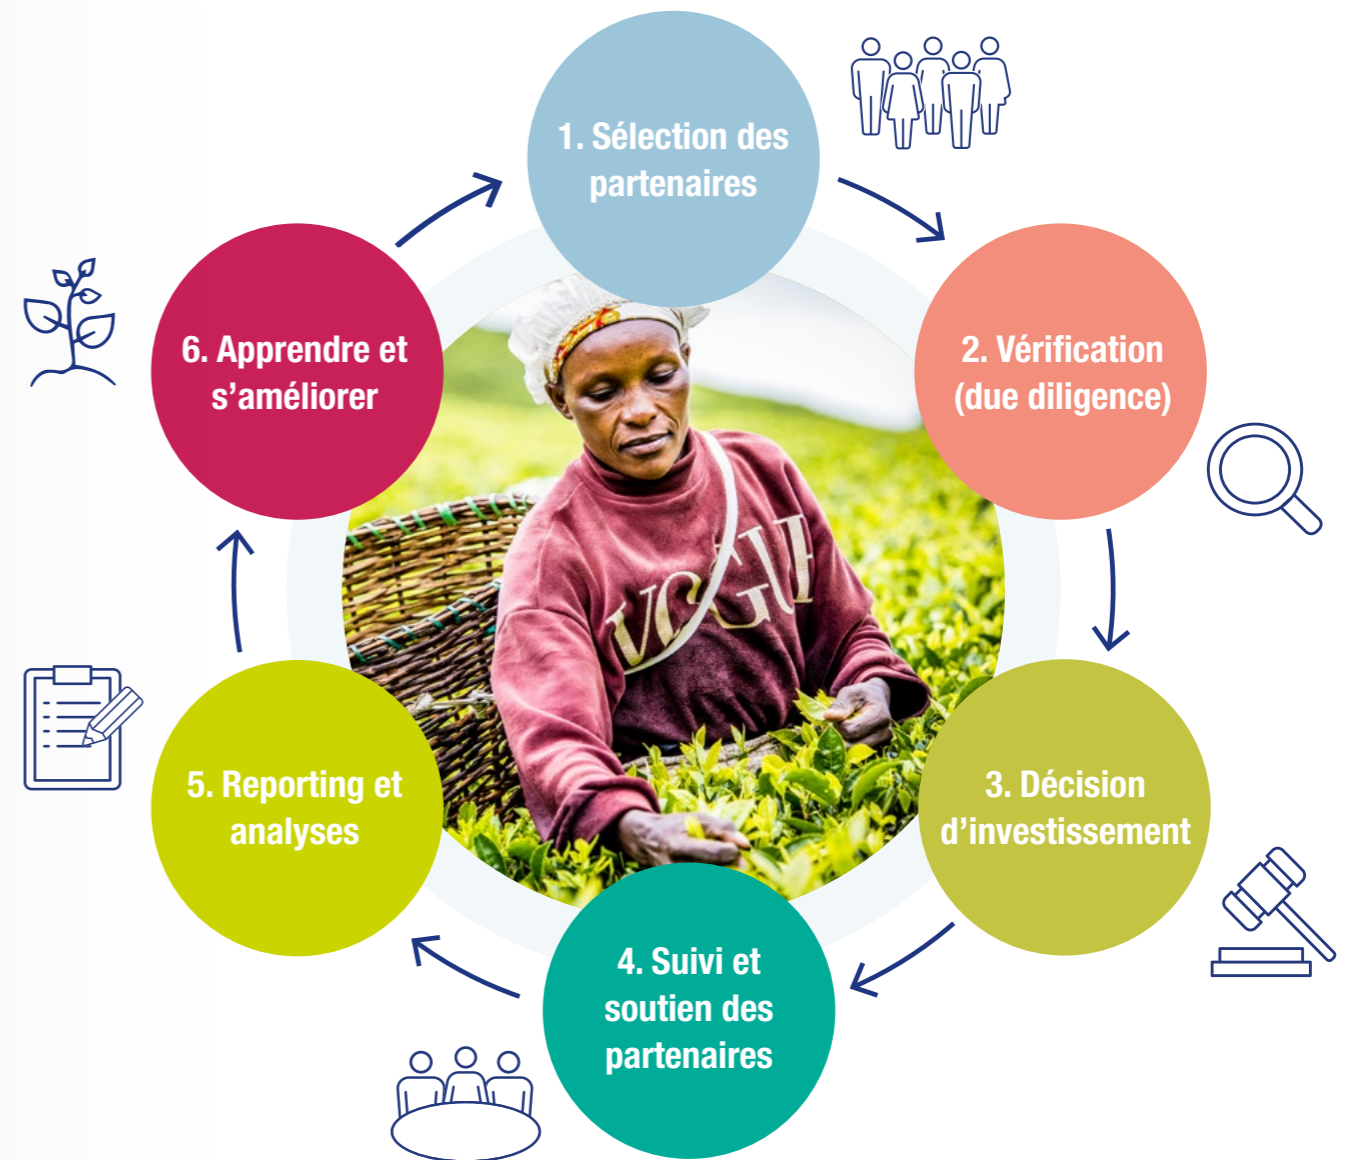 1. Sélection des
partenaires
2. Vérification
(due diligence)
3. Décision
d’investissement
4. Suivi et
soutien des
partenaires
5. Reporting et
analyses
6. Apprendre et
s’améliorer
VOGUE